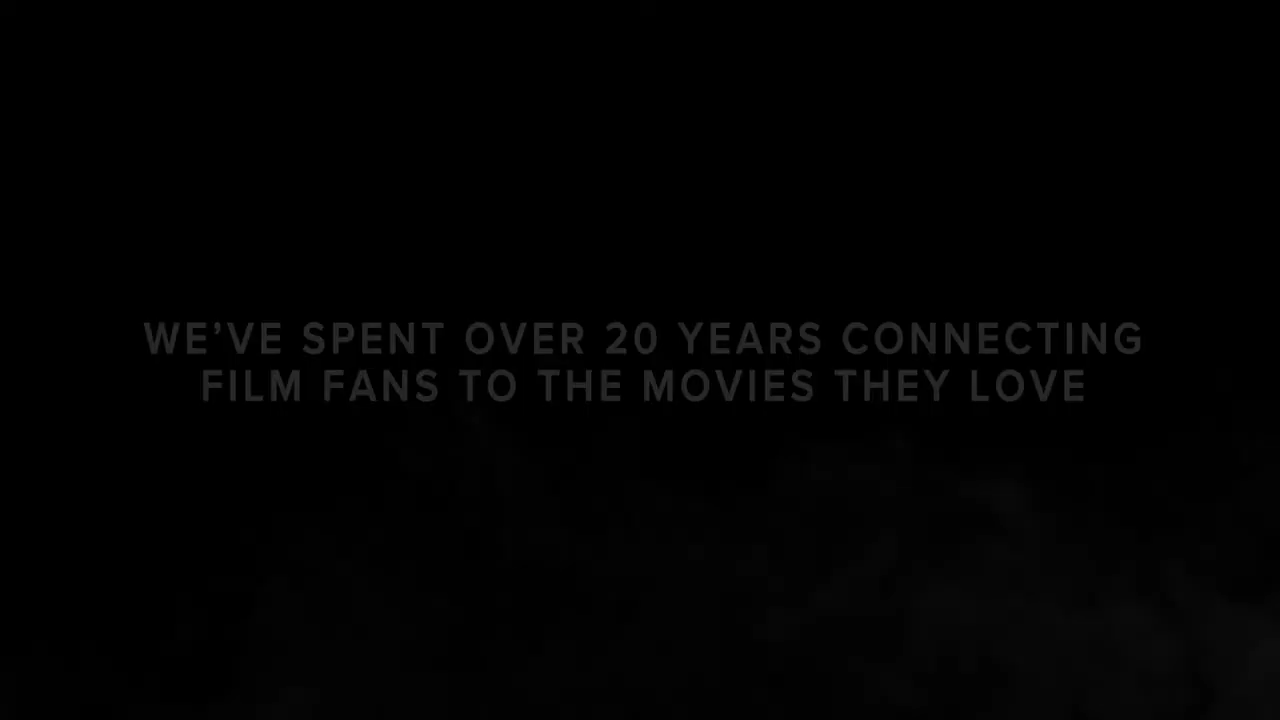 WE’VE SPENT OVER 20 YEARS CONNECTING
FILM FANS TO THE MOVIES THEY LOVE